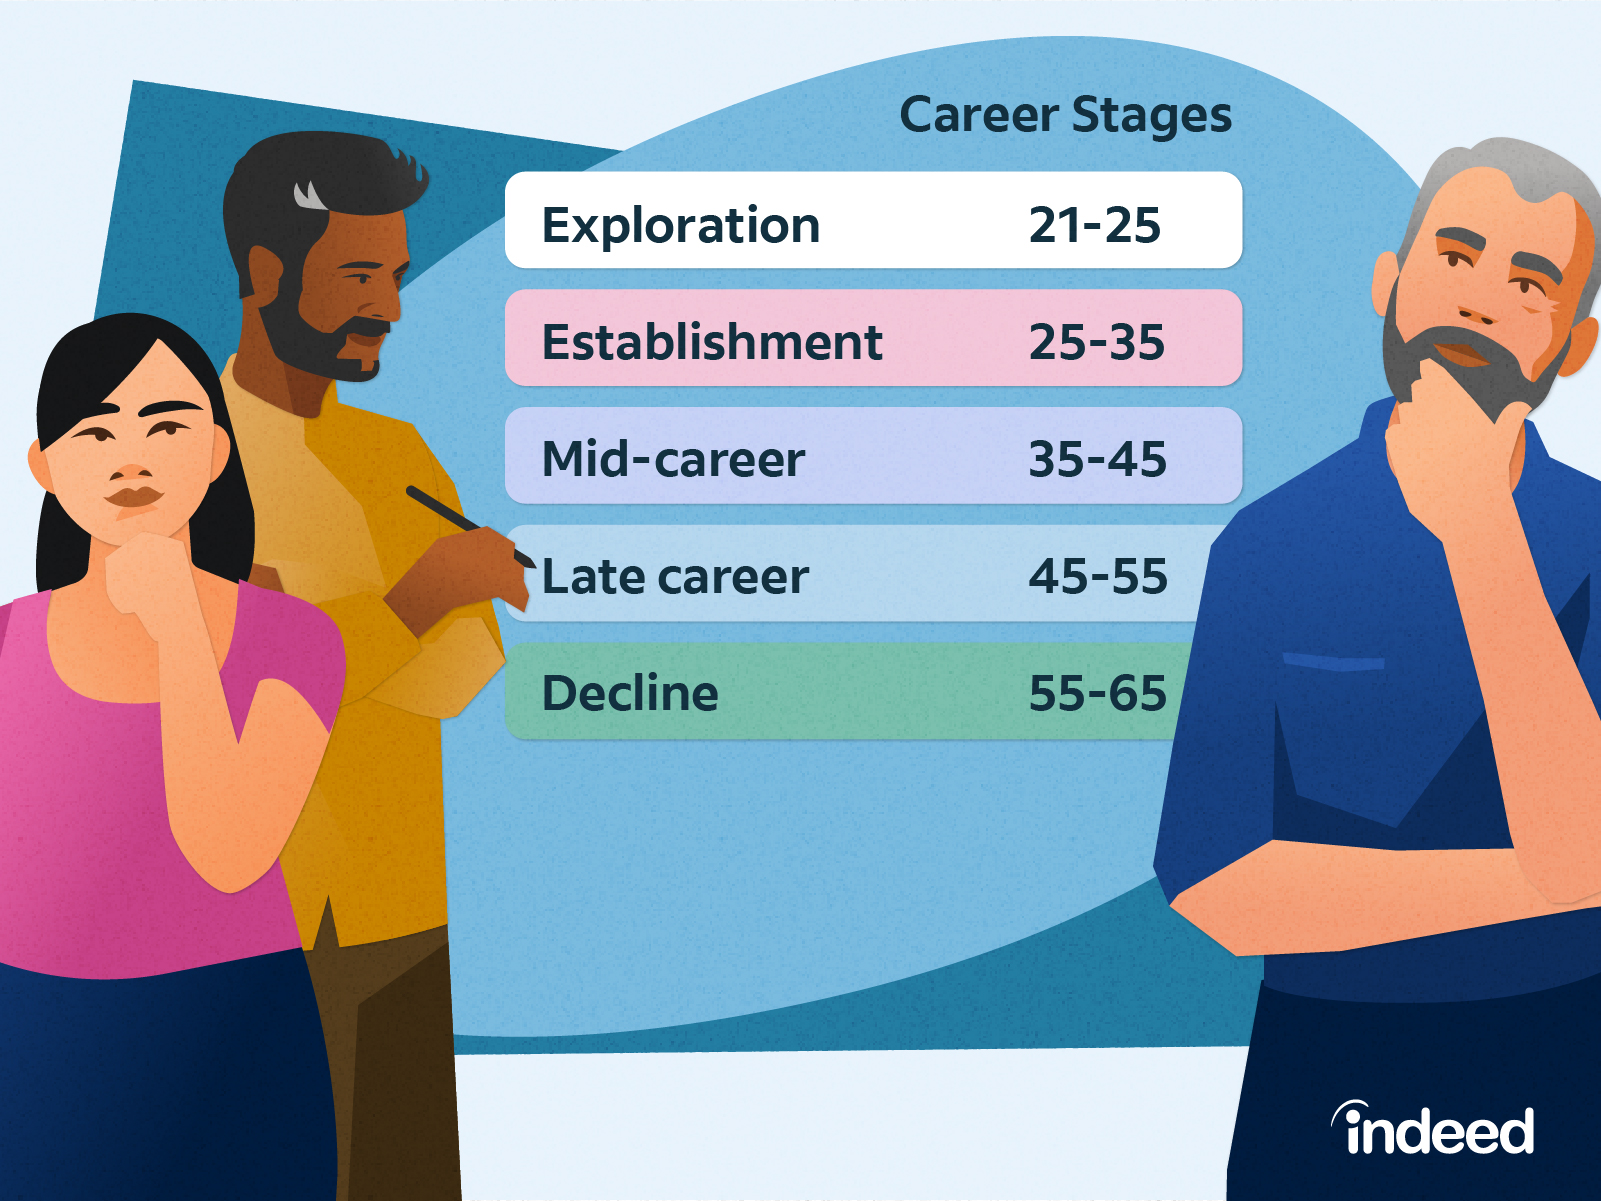 Career Stages
Exploration 21-25
Establishment 25-35
Mid-career 35-45
Late career 45-55
Decline 55-65
indeed